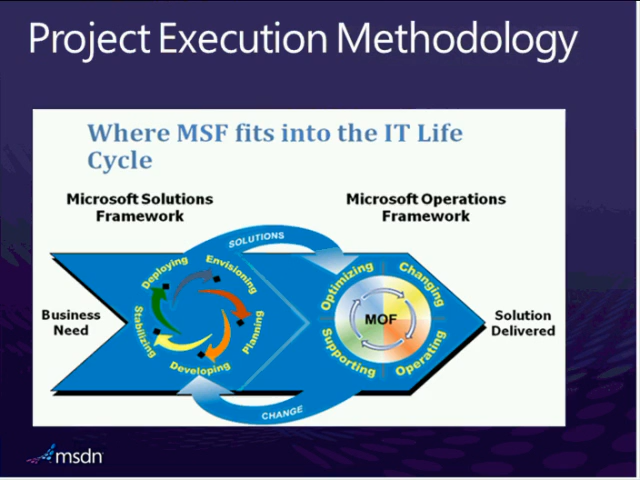 Project Execution Methodology
Where MSF fits into the IT Life
Cycle
Microsoft Solutions
Framework
Microsoft Operations
Framework
SOLUTIONS
Deploying
Envisioning
Stabilizing
Planning
Developing
Business
Need
Optimizing
Changing
MOF
Supporting
Operating
Solution
Delivered
CHANGE
msdn